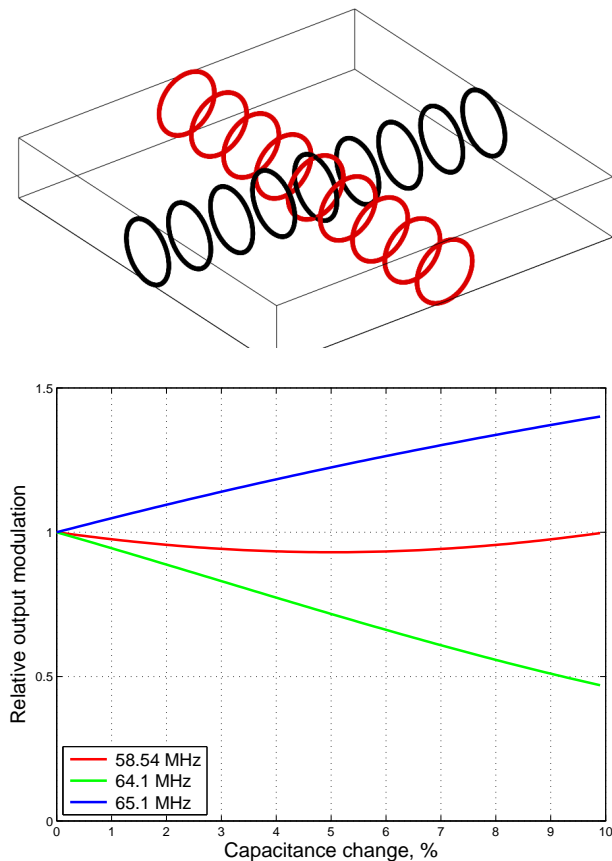 1.5
1
0.5
0
0 1 2 3 4 5 6 7 8 9 10
Relative output modulation
Capacitance change, %
58.54 MHz
64.1 MHz
65.1 MHz